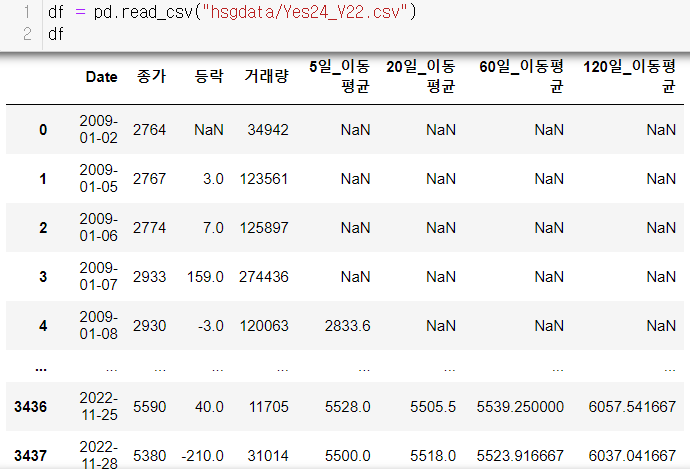 1 df = pd.read_csv("hsgdata/Yes24_Y22.csv")
2 df
Date 종가 등락 거래량 5일_이동평균 20일_이동평균 60일_이동평균 120일_이동평균
0 2009-01-02 2764 NaN 34942 NaN NaN NaN NaN
1 2009-01-05 2767 3.0 123561 NaN NaN NaN NaN
2 2009-01-06 2774 7.0 125897 NaN NaN NaN NaN
3 2009-01-07 2933 159.0 274436 NaN NaN NaN NaN
4 2009-01-08 2930 -3.0 120063 2833.6 NaN NaN NaN
... ... ... ... ... ... ... ... ...
3436 2022-11-25 5590 40.0 11705 5528.0 5505.5 5539.250000 6057.541667
3437 2022-11-28 5380 -210.0 31014 5500.0 5518.0 5523.916667 6037.041667